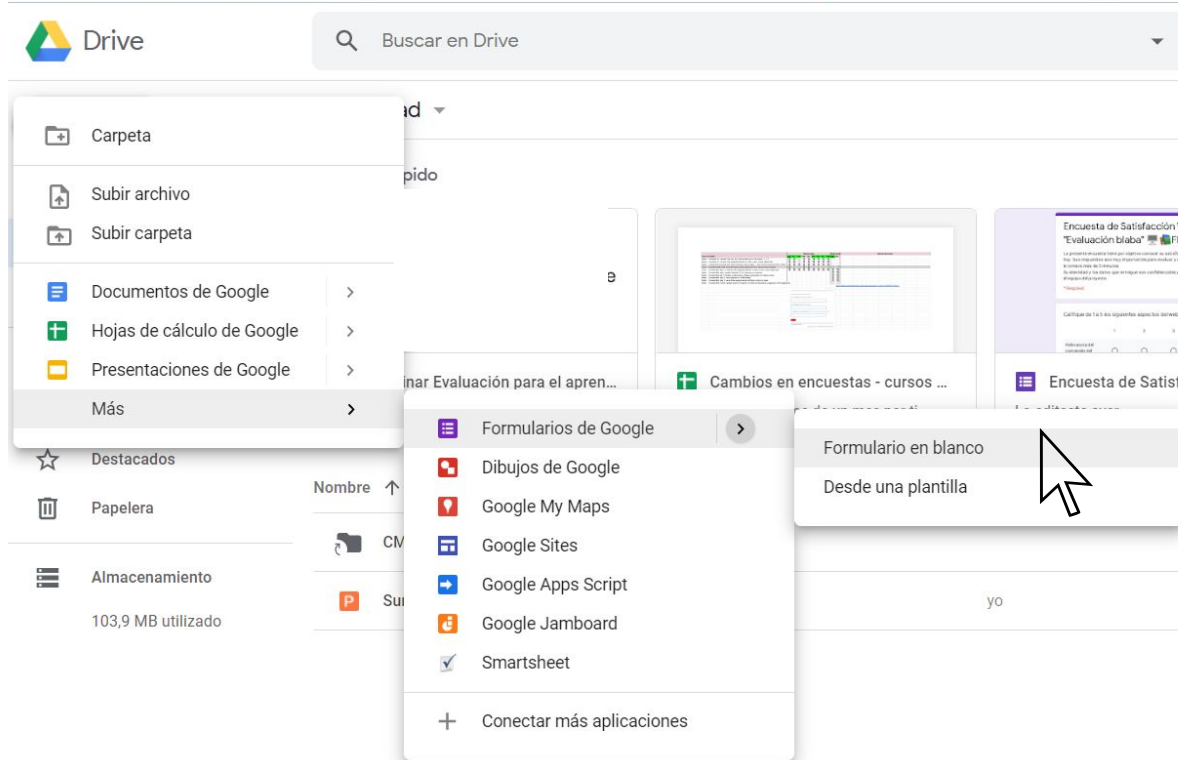 Drive
Buscar en Drive
ad
Carpeta
pido
Subir archivo
Subir carpeta
Documentos de Google
Hojas de cálculo de Google
Presentaciones de Google
Más
e
Encuesta de Satisfacción
"Evaluación blaba"
nar Evaluación para el apren...
Cambios en encuestas - cursos ...
Encuesta de Satisf
Formularios de Google
Dibujos de Google
Google My Maps
Google Sites
Google Apps Script
Google Jamboard
Smartsheet
Conectar más aplicaciones
Formulario en blanco
Desde una plantilla
Destacados
Papelera
Almacenamiento
103,9 MB utilizado
Nombre
CM
P Su
yo